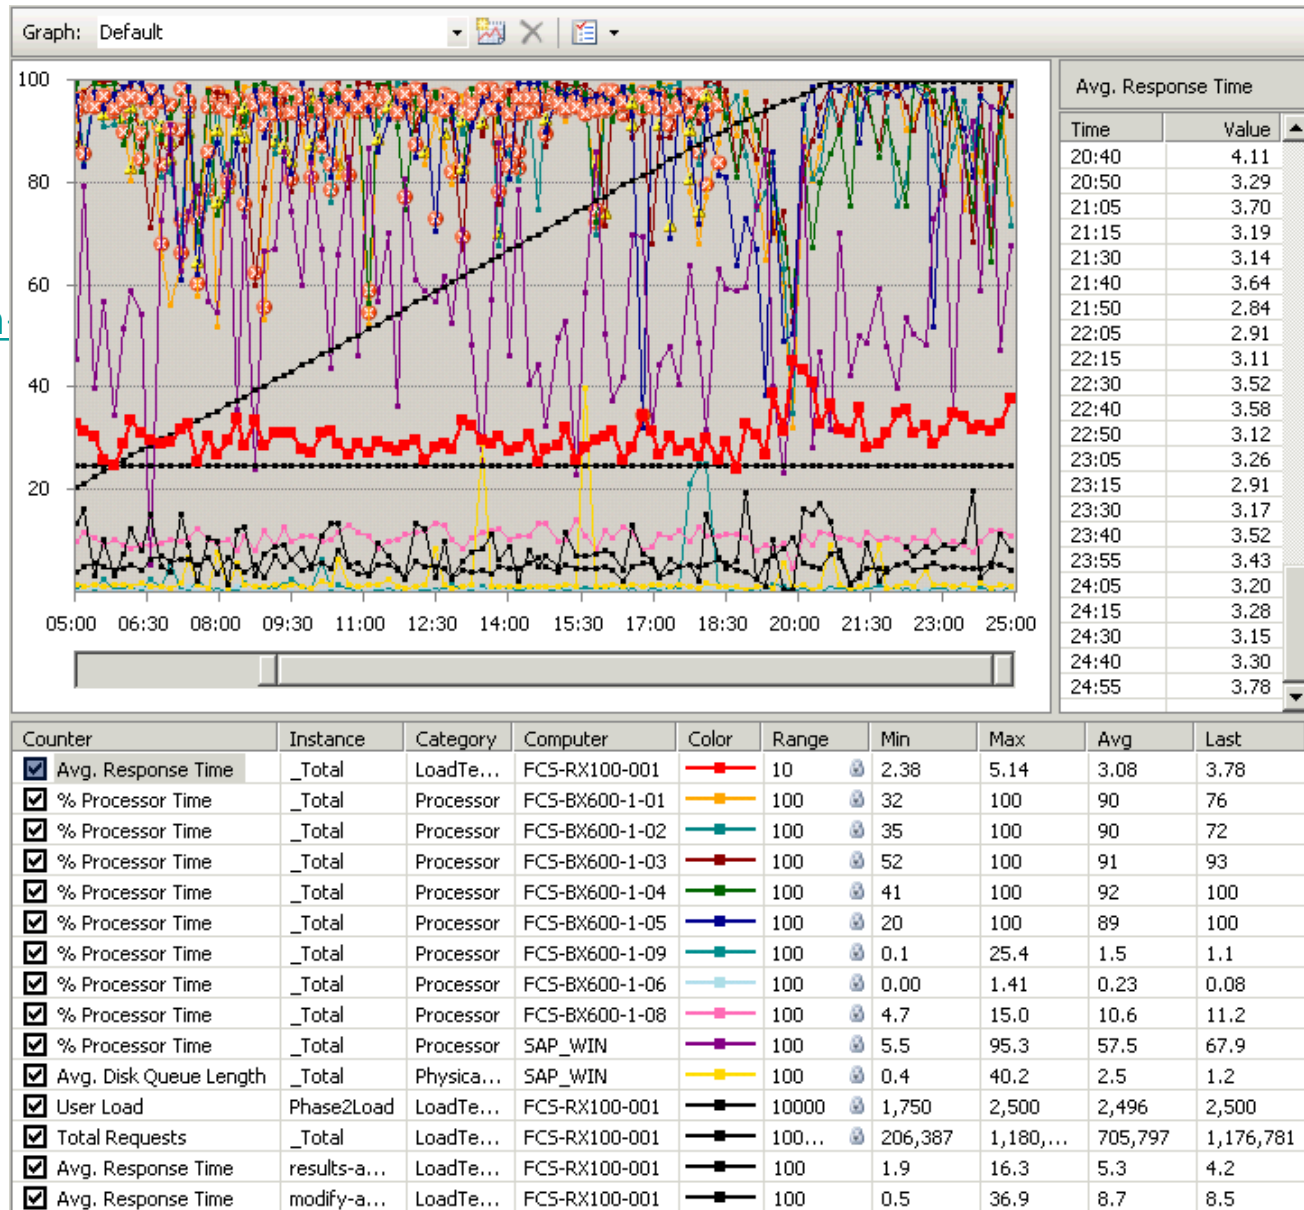 Graph: Default
100
80
60
40
20
05:00 06:30 08:00 09:30 11:00 12:30 14:00 15:30 17:00 18:30 20:00 21:30 23:00 25:00
Avg. Response Time
Time Value
20:40 4.11
20:50 3.29
21:05 3.70
21:15 3.19
21:30 3.14
21:40 3.64
21:50 2.84
22:05 2.91
22:15 3.11
22:30 3.52
22:40 3.58
22:50 3.12
23:05 3.26
23:15 2.91
23:30 3.17
23:40 3.52
23:55 3.43
24:05 3.20
24:15 3.28
24:30 3.15
24:40 3.30
24:55 3.78
Counter Instance Category Computer Color Range Min Max Avg Last
Avg. Response Time _Total LoadTe... FCS-RX100-001 10 2.38 5.14 3.08 3.78
% Processor Time _Total Processor FCS-BX600-1-01 100 32 100 90 76
% Processor Time _Total Processor FCS-BX600-1-02 100 35 100 90 72
% Processor Time _Total Processor FCS-BX600-1-03 100 52 100 91 93
% Processor Time _Total Processor FCS-BX600-1-04 100 41 100 92 100
% Processor Time _Total Processor FCS-BX600-1-05 100 20 100 89 100
% Processor Time _Total Processor FCS-BX600-1-09 100 0.1 25.4 1.5 1.1
% Processor Time _Total Processor FCS-BX600-1-06 100 0.00 1.41 0.23 0.08
% Processor Time _Total Processor FCS-BX600-1-08 100 4.7 15.0 10.6 11.2
% Processor Time _Total Processor SAP_WIN 100 5.5 95.3 57.5 67.9
Avg. Disk Queue Length _Total Physica... SAP_WIN 100 0.4 40.2 2.5 1.2
User Load Phase2Load LoadTe... FCS-RX100-001 10000 1,750 2,500 2,496 2,500
Total Requests _Total LoadTe... FCS-RX100-001 100... 206,387 1,180,... 705,797 1,176,781
Avg. Response Time results-a... LoadTe... FCS-RX100-001 100 1.9 16.3 5.3 4.2
Avg. Response Time modify-a... LoadTe... FCS-RX100-001 100 0.5 36.9 8.7 8.5